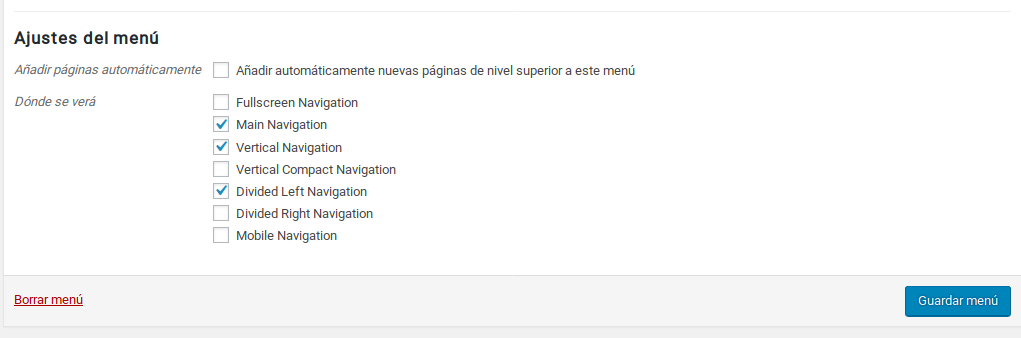 Ajustes del menú
Añadir páginas automáticamente Añadir automáticamente nuevas páginas de nivel superior a este menú
Dónde se verá Fullscreen Navigation
Main Navigation
Vertical Navigation
Vertical Compact Navigation
Divided Left Navigation
Divided Right Navigation
Mobile Navigation
Borrar menú Guardar menú